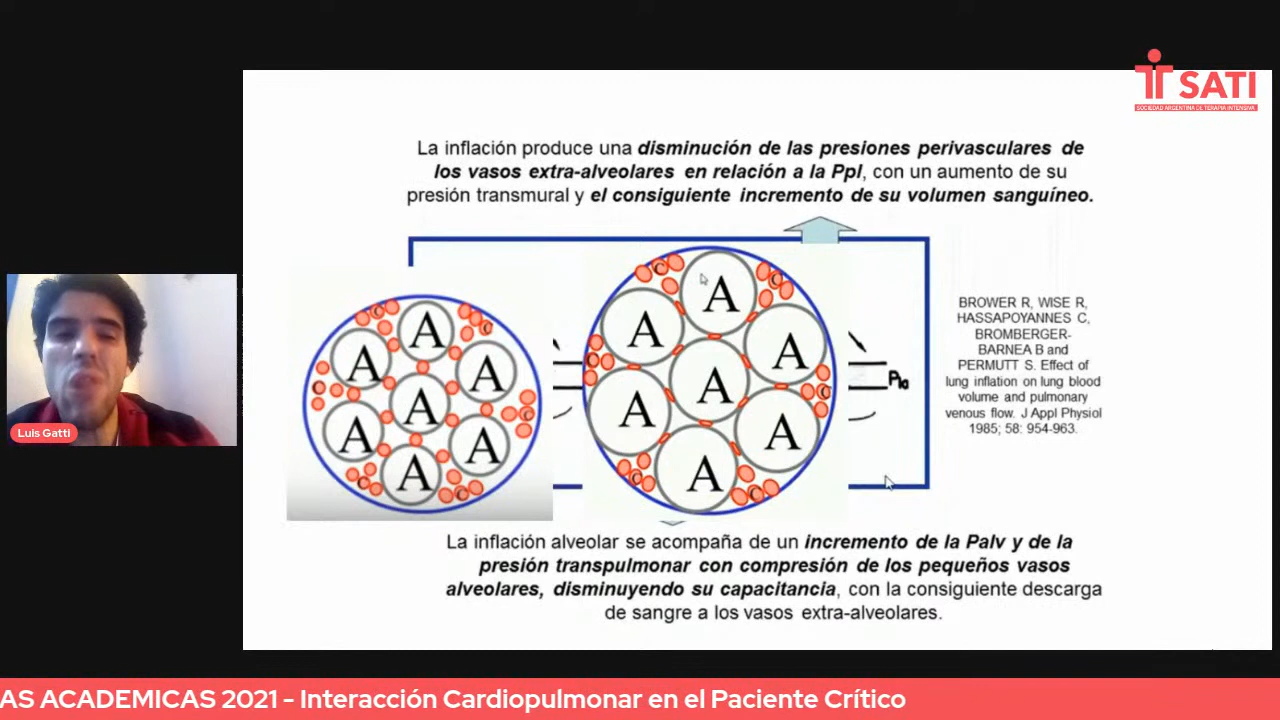 SATI
SOCIEDAD ARGENTINA DE TERAPIA INTENSIVA
La inflación produce una disminución de las presiones perivasculares de
los vasos extra-alveolares en relación a la Ppl, con un aumento de su
presión transmural y el consiguiente incremento de su volumen sanguíneo.
A
A
A
A
A
A
A
C
C
C
C
C
C
A
A
A
A
A
A
A
C
C
C
C
C
C
Pla
BROWER R, WISE R,
HASSAPOYANNES C,
BROMBERGER-
BARNEA B and
PERMUTT S. Effect of
lung inflation on lung blood
volume and pulmonary
venous flow. J Appl Physiol
1985; 58: 954-963.
Luis Gatti
La inflación alveolar se acompaña de un incremento de la Palv y de la
presión transpulmonar con compresión de los pequeños vasos
alveolares, disminuyendo su capacitancia, con la consiguiente descarga
de sangre a los vasos extra-alveolares.
AS ACADEMICAS 2021 - Interacción Cardiopulmonar en el Paciente Crítico